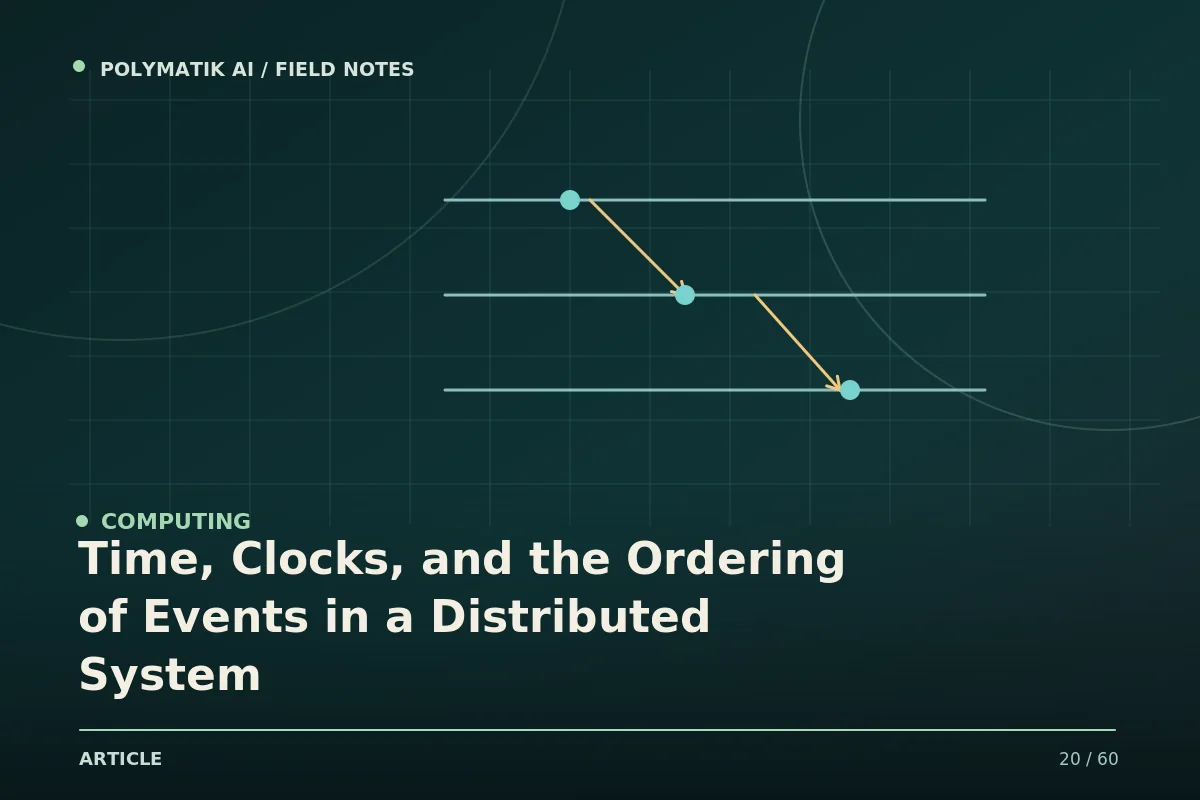 POLYMATIK AI / FIELD NOTES
COMPUTING
Time, Clocks, and the Ordering
of Events in a Distributed
System
ARTICLE
20 / 60